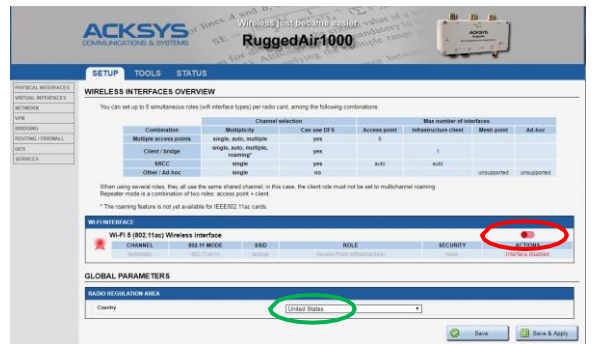 ACKSYS
COMMUNICATIONS & SYSTEMS
Wireless just became easier
RuggedAir1000
SETUP TOOLS STATUS
PHYSICAL INTERFACES
VIRTUAL INTERFACES
NETWORK
VPN
BRIDGING
ROUTING / FIREWALL
QOS
SERVICES
WIRELESS INTERFACES OVERVIEW
You can set up to 8 simultaneous roles (wifi interface types) per radio card, among the following combinations:
Channel selection Max number of interfaces
Combination Multiplicity Can use DFS Access point Infrastructure client Mesh point Ad-hoc
Multiple access points single, auto, multiple yes 8
Client / bridge single, auto, multiple, roaming* yes 1
SRCC single yes auto auto
Other / Ad-hoc single no unsupported unsupported
When using several roles, they all use the same shared channel; in this case, the client role must not be set to multichannel roaming.
Repeater mode is a combination of two roles: access point + client.
* The roaming feature is not yet available for IEEE802.11ac cards.
WI-FI INTERFACE
Wi-Fi 5 (802.11ac) Wireless interface
CHANNEL 802.11 MODE SSID ROLE SECURITY ACTIONS
Automatic 802.11ac+n acksys Access Point (infrastructure) none Interface disabled
GLOBAL PARAMETERS
RADIO REGULATION AREA
Country United States
Save Save & Apply